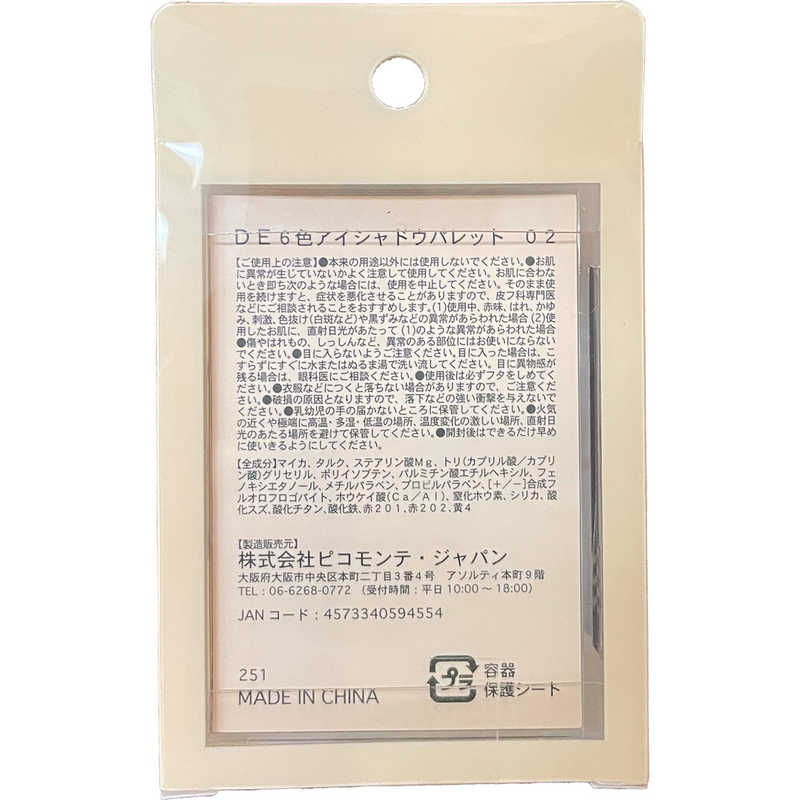 DE6色アイシャドウパレット 02
【ご使用上の注意】●本来の用途以外には使用しないでください。●お肌
に異常が生じていないかよく注意して使用してください。お肌に合わな
いとき即ち次のような場合には、使用を中止してください。そのまま使
用を続けますと、症状を悪化させることがありますので、皮フ科専門医
などにご相談されることをおすすめします。(1)使用中、赤味、はれ、かゆ
み、刺激、色抜け(白斑など)や黒ずみなどの異常があらわれた場合(2)使
用したお肌に、直射日光があたって(1)のような異常があらわれた場合
●傷やはれもの、しっしんなど、異常のある部位にはお使いにならない
でください。●目に入らないようご注意ください。目に入った場合は、こ
すらずにすぐに水またはぬるま湯で洗い流してください。目に異物感が
残る場合は、眼科医にご相談ください。●使用後は必ずフタをしめてく
ださい。●衣服などにつくと落ちない場合がありますので、ご注意くだ
さい。●破損の原因となりますので、落下などの強い衝撃を与えないで
ください。●乳幼児の手の届かないところに保管してください。●火気
の近くや極端に高温・多湿・低温の場所、温度変化の激しい場所、直射日
光のあたる場所を避けて保管してください。●開封後はできるだけ早め
に使いきるようにしてください。
【全成分】マイカ、タルク、ステアリン酸Mg、トリ(カプリル酸/カプリ
ン酸)グリセリル、ポリイソブテン、パルミチン酸エチルヘキシル、フェ
ノキシエタノール、メチルパラベン、プロピルパラベン、[+/-]合成フ
ルオロフロゴパイト、ホウケイ酸(Ca/Al)、窒化ホウ素、シリカ、酸
化スズ、酸化チタン、酸化鉄、赤201、赤202、黄4
【製造販売元】
株式会社ピコモンテ・ジャパン
大阪府大阪市中央区本町二丁目3番4号 アソルティ本町9階
TEL:06-6268-0772 (受付時間:平日10:00~18:00)
JANコード:4573340594554
251
MADE IN CHINA
プラ
容器
保護シート